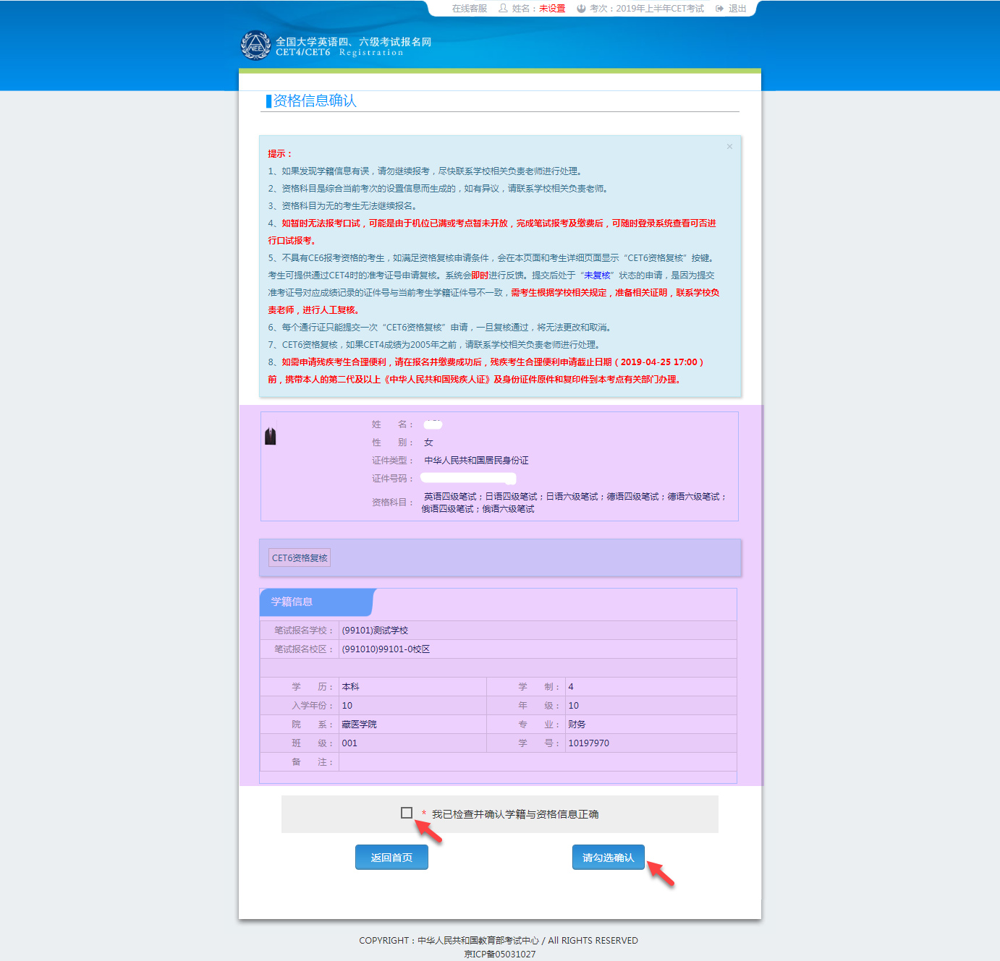 在线客服 姓名：未设置 考次：2019年上半年CET考试 退出
全国大学英语四、六级考试报名网
CET4/CET6 Registration
资格信息确认
×
提示：
1、如果发现学籍信息有误，请勿继续报考，尽快联系学校相关负责老师进行处理。
2、资格科目是综合当前考次的设置信息而生成的，如有异议，请联系学校相关负责老师。
3、资格科目为无的考生无法继续报名。
4、如暂时无法报考口试，可能是由于机位已满或考点暂未开放，完成笔试报考及缴费后，可随时登录系统查看可否进
行口试报考。
5、不具有CE6报考资格的考生，如满足资格复核申请条件，会在本页面和考生详细页面显示“CET6资格复核”按键。
考生可提供通过CET4时的准考证号申请复核。系统会即时进行反馈。提交后处于“未复核”状态的申请，是因为提交
准考证号对应成绩记录的证件号与当前考生学籍证件号不一致，需考生根据学校相关规定，准备相关证明，联系学校负
责老师，进行人工复核。
6、每个通行证只能提交一次“CET6资格复核”申请，一旦复核通过，将无法更改和取消。
7、CET6资格复核，如果CET4成绩为2005年之前，请联系学校相关负责老师进行处理。
8、如需申请残疾考生合理便利，请在报名并缴费成功后，残疾考生合理便利申请截止日期（2019-04-25 17:00）
前，携带本人的第二代及以上《中华人民共和国残疾人证》及身份证件原件和复印件到本考点有关部门办理。
姓 名：
性 别： 女
证件类型： 中华人民共和国居民身份证
证件号码：
资格科目： 英语四级笔试；日语四级笔试；日语六级笔试；德语四级笔试；德语六级笔试；
俄语四级笔试；俄语六级笔试
CET6资格复核
学籍信息
笔试报名学校： (99101)测试学校
笔试报名校区： (991010)99101-0校区
学 历： 本科 学 制： 4
入学年份： 10 年 级： 10
院 系： 藏医学院 专 业： 财务
班 级： 001 学 号： 10197970
备 注：
* 我已检查并确认学籍与资格信息正确
返回首页 请勾选确认
COPYRIGHT：中华人民共和国教育部考试中心 / All RIGHTS RESERVED
京ICP备05031027